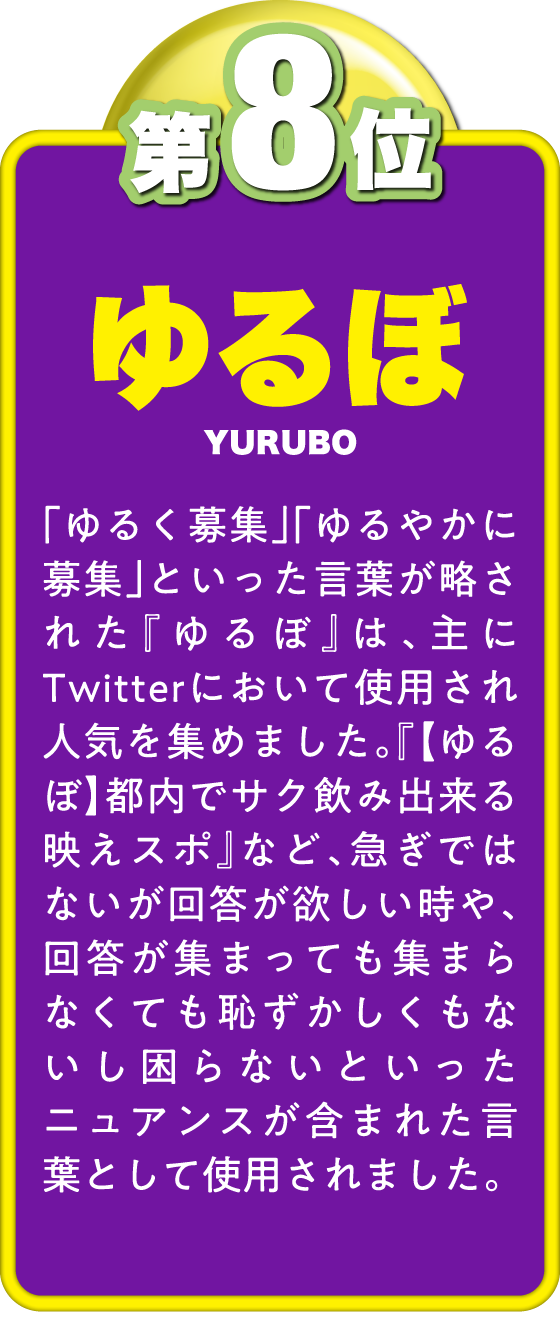 第8位
ゆるぼ
YURUBO
「ゆるく募集」「ゆるやかに
募集」といった言葉が略さ
れた『ゆるぼ』は、主に
Twitterにおいて使用され
人気を集めました。『【ゆる
ぼ】都内でサク飲み出来る
映えスポ』など、急ぎでは
ないが回答が欲しい時や、
回答が集まっても集まら
なくても恥ずかしくもな
いし困らないといった
ニュアンスが含まれた言
葉として使用されました。